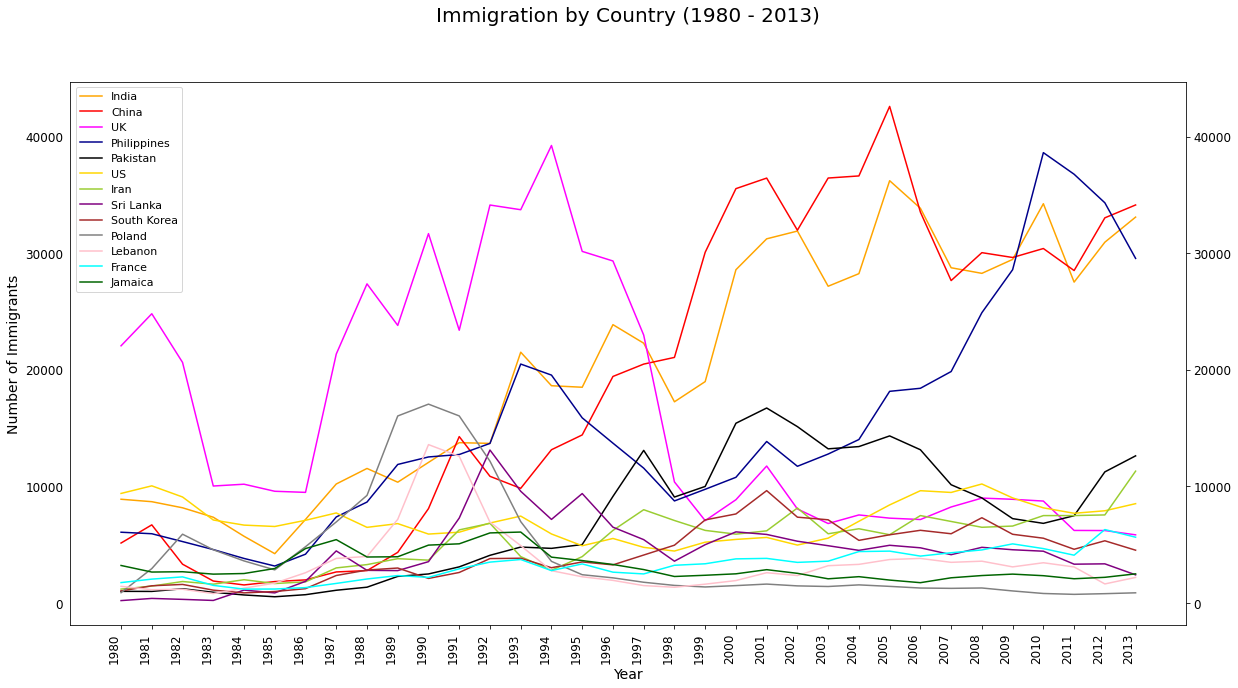 Immigration by Country (1980 - 2013)
India
China
UK
Philippines
Pakistan
US
Iran
Sri Lanka
South Korea
Poland
Lebanon
France
Jamaica
Number of Immigrants
40000
30000
20000
10000
0
40000
30000
20000
10000
0
1980 1981 1982 1983 1984 1985 1986 1987 1988 1989 1990 1991 1992 1993 1994 1995 1996 1997 1998 1999 2000 2001 2002 2003 2004 2005 2006 2007 2008 2009 2010 2011 2012 2013
Year